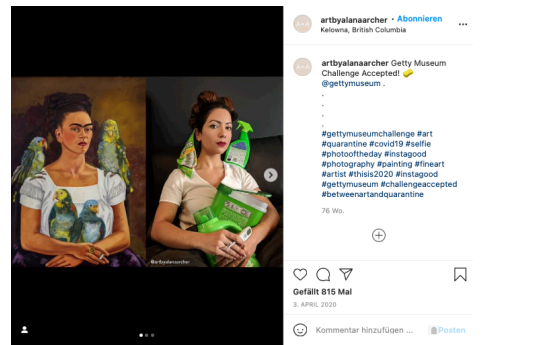 artbyalanaarcher • Abonnieren
Kelowna, British Columbia
artbyalanaarcher Getty Museum
Challenge Accepted!
@gettymuseum .
.
.
.
.
#gettymuseumchallenge #art
#quarantine #covid19 #selfie
#photooftheday #instagood
#photography #painting #fineart
#artist #thisis2020 #instagood
#gettymuseum #challengeaccepted
#betweenartandquarantine
76 Wo.
@artbyalanaarcher
Gefällt 815 Mal
3. APRIL 2020
Kommentar hinzufügen ...
Posten